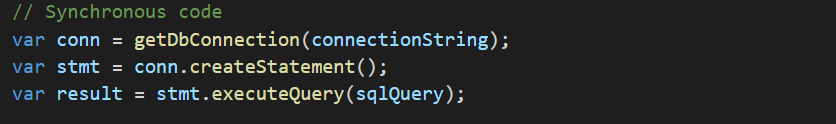 // Synchronous code
var conn = getDbConnection(connectionString);
var stmt = conn.createStatement();
var result = stmt.executeQuery(sqlQuery);